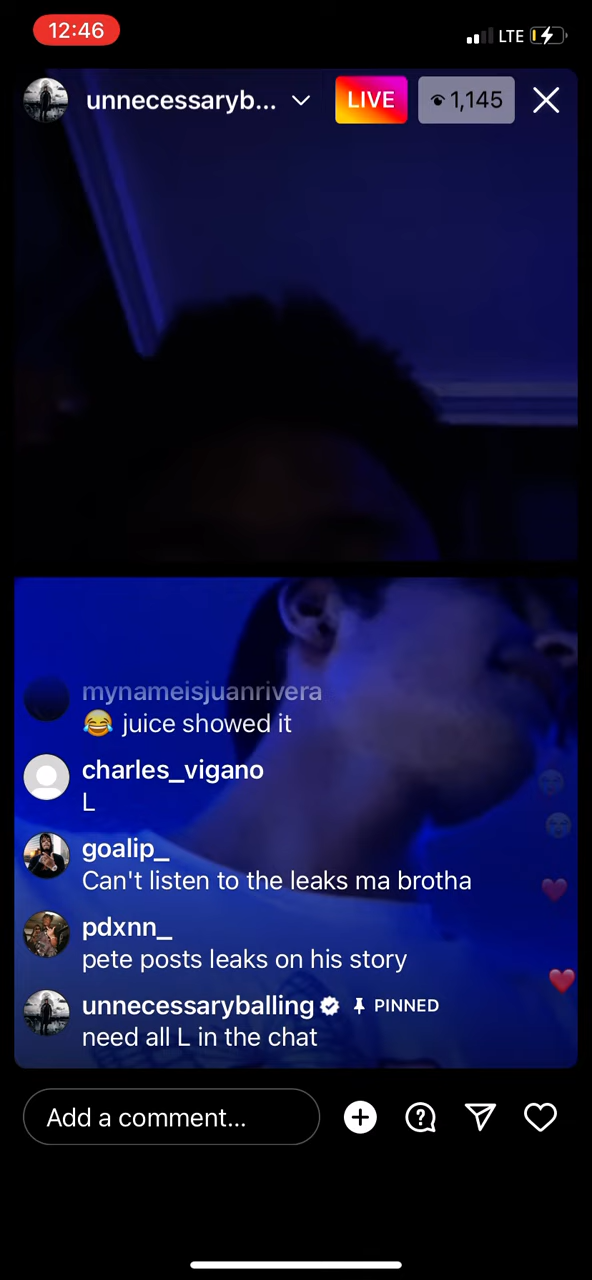 12:46
LTE
unnecessaryb...
LIVE
1,145
mynameisjuanrivera
😂 juice showed it
charles_vigano
L
goalip_
Can't listen to the leaks ma brotha
pdxnn_
pete posts leaks on his story
unnecessaryballing PINNED
need all L in the chat
Add a comment...